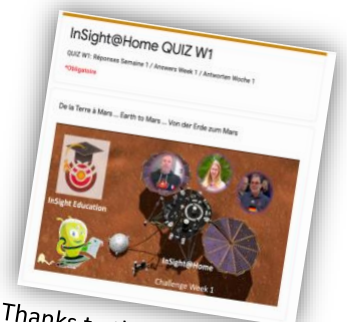 InSight@Home QUIZ W1
QUIZ W1: Réponses Semaine 1 / Answers Week 1 / Antworten Woche 1
*Obligatoire
De la Terre à Mars ... Earth to Mars ... Von der Erde zum Mars
InSight Education
InSight@Home
Challenge Week 1
Thanks